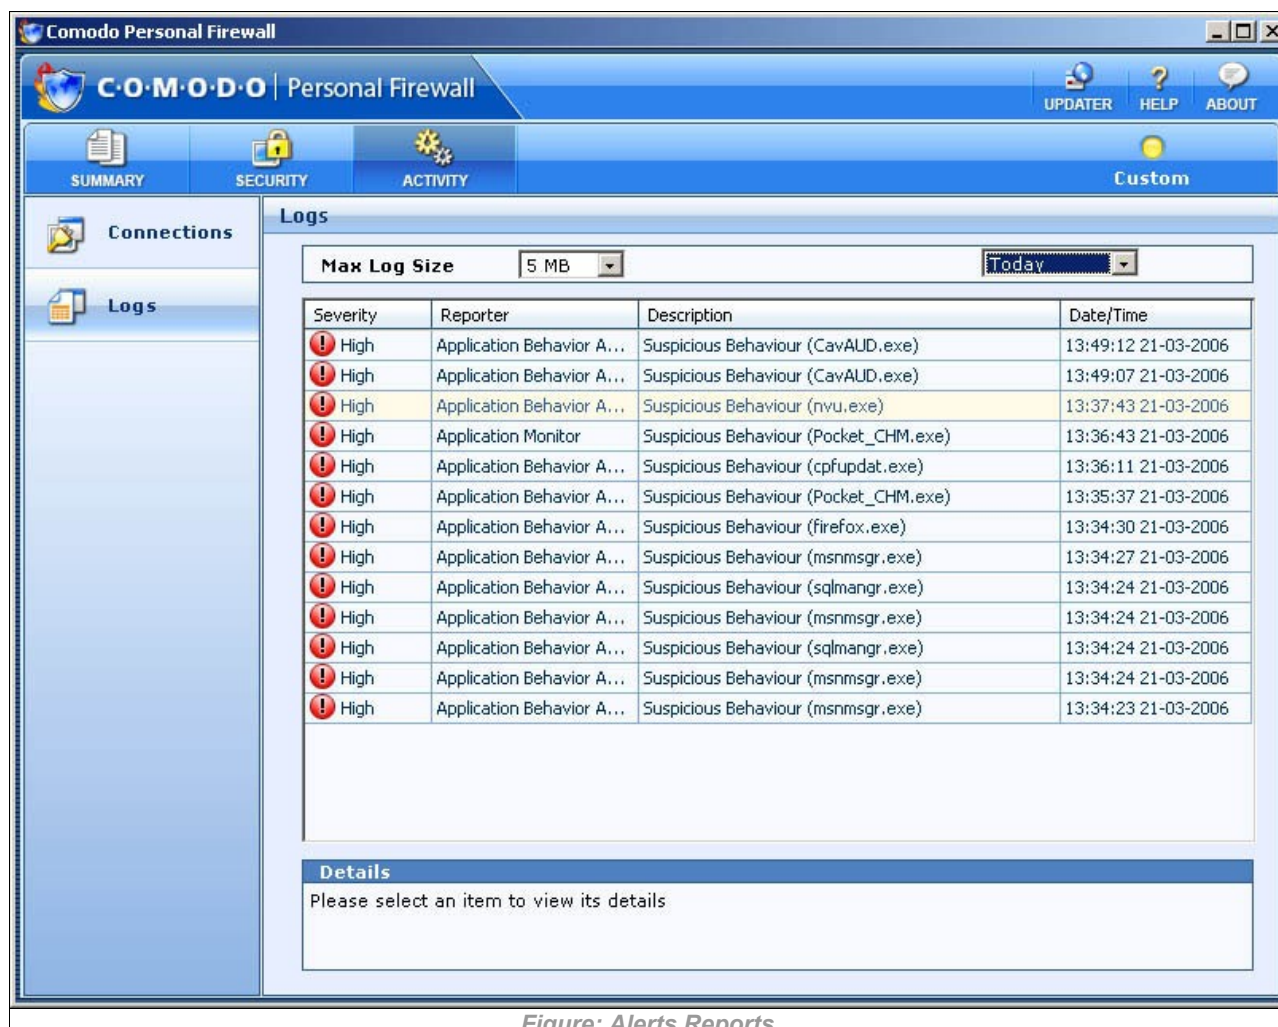 Comodo Personal Firewall
C·O·M·O·D·O | Personal Firewall
UPDATER HELP ABOUT
SUMMARY SECURITY ACTIVITY Custom
Connections
Logs
Logs
Max Log Size 5 MB Today
Severity Reporter Description Date/Time
High Application Behavior A... Suspicious Behaviour (CavAUD.exe) 13:49:12 21-03-2006
High Application Behavior A... Suspicious Behaviour (CavAUD.exe) 13:49:07 21-03-2006
High Application Behavior A... Suspicious Behaviour (nvu.exe) 13:37:43 21-03-2006
High Application Monitor Suspicious Behaviour (Pocket_CHM.exe) 13:36:43 21-03-2006
High Application Behavior A... Suspicious Behaviour (cpfupdat.exe) 13:36:11 21-03-2006
High Application Behavior A... Suspicious Behaviour (Pocket_CHM.exe) 13:35:37 21-03-2006
High Application Behavior A... Suspicious Behaviour (firefox.exe) 13:34:30 21-03-2006
High Application Behavior A... Suspicious Behaviour (msnmsgr.exe) 13:34:27 21-03-2006
High Application Behavior A... Suspicious Behaviour (sqlmangr.exe) 13:34:24 21-03-2006
High Application Behavior A... Suspicious Behaviour (msnmsgr.exe) 13:34:24 21-03-2006
High Application Behavior A... Suspicious Behaviour (sqlmangr.exe) 13:34:24 21-03-2006
High Application Behavior A... Suspicious Behaviour (msnmsgr.exe) 13:34:24 21-03-2006
High Application Behavior A... Suspicious Behaviour (msnmsgr.exe) 13:34:23 21-03-2006
Details
Please select an item to view its details
Figure: Alerts Reports